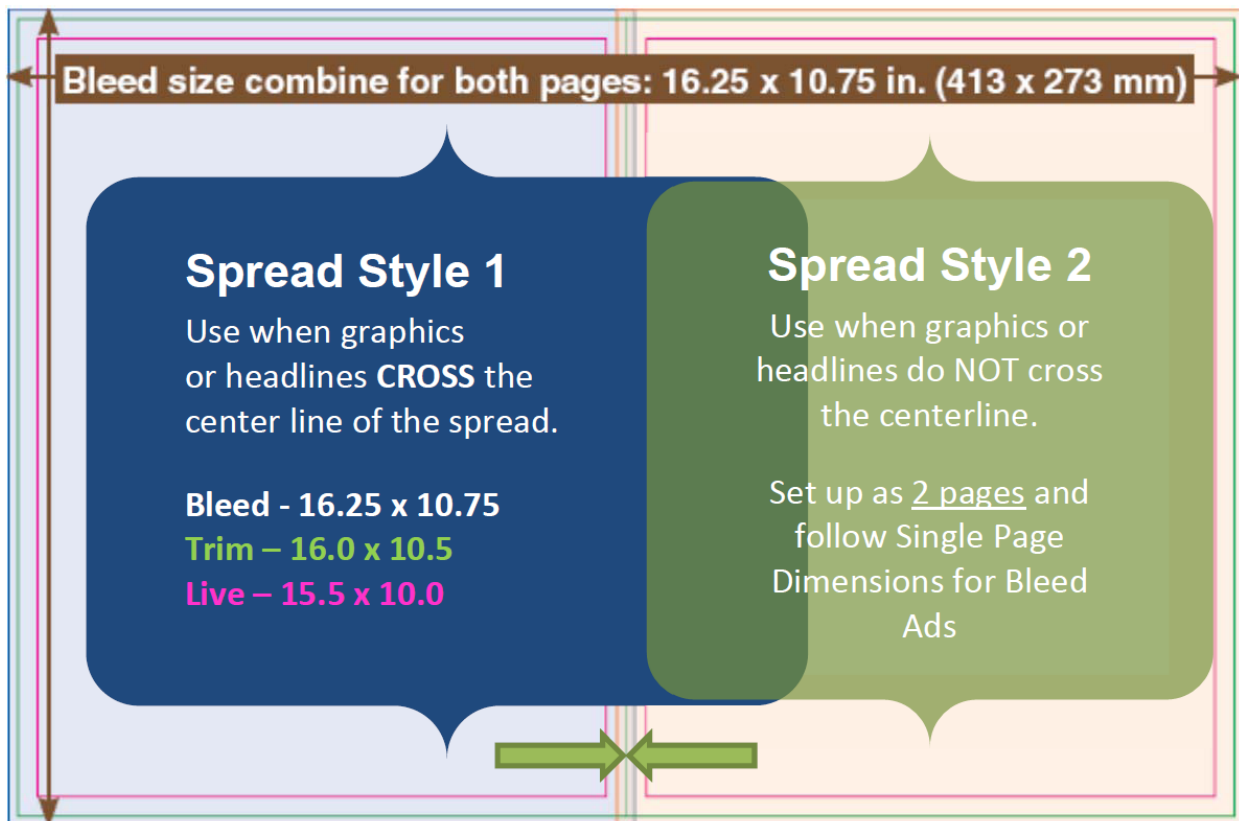 Bleed size combine for both pages: 16.25 x 10.75 in. (413 x 273 mm)
Spread Style 1
Use when graphics
or headlines CROSS the
center line of the spread.
Bleed - 16.25 x 10.75
Trim – 16.0 x 10.5
Live – 15.5 x 10.0
Spread Style 2
Use when graphics or
headlines do NOT cross
the centerline.
Set up as 2 pages and
follow Single Page
Dimensions for Bleed
Ads